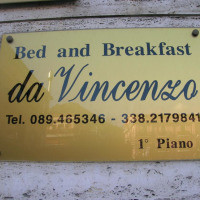 Bed and Breakfast
da Vincenzo
Tel. 089.465346 - 338.2179841
1° Piano